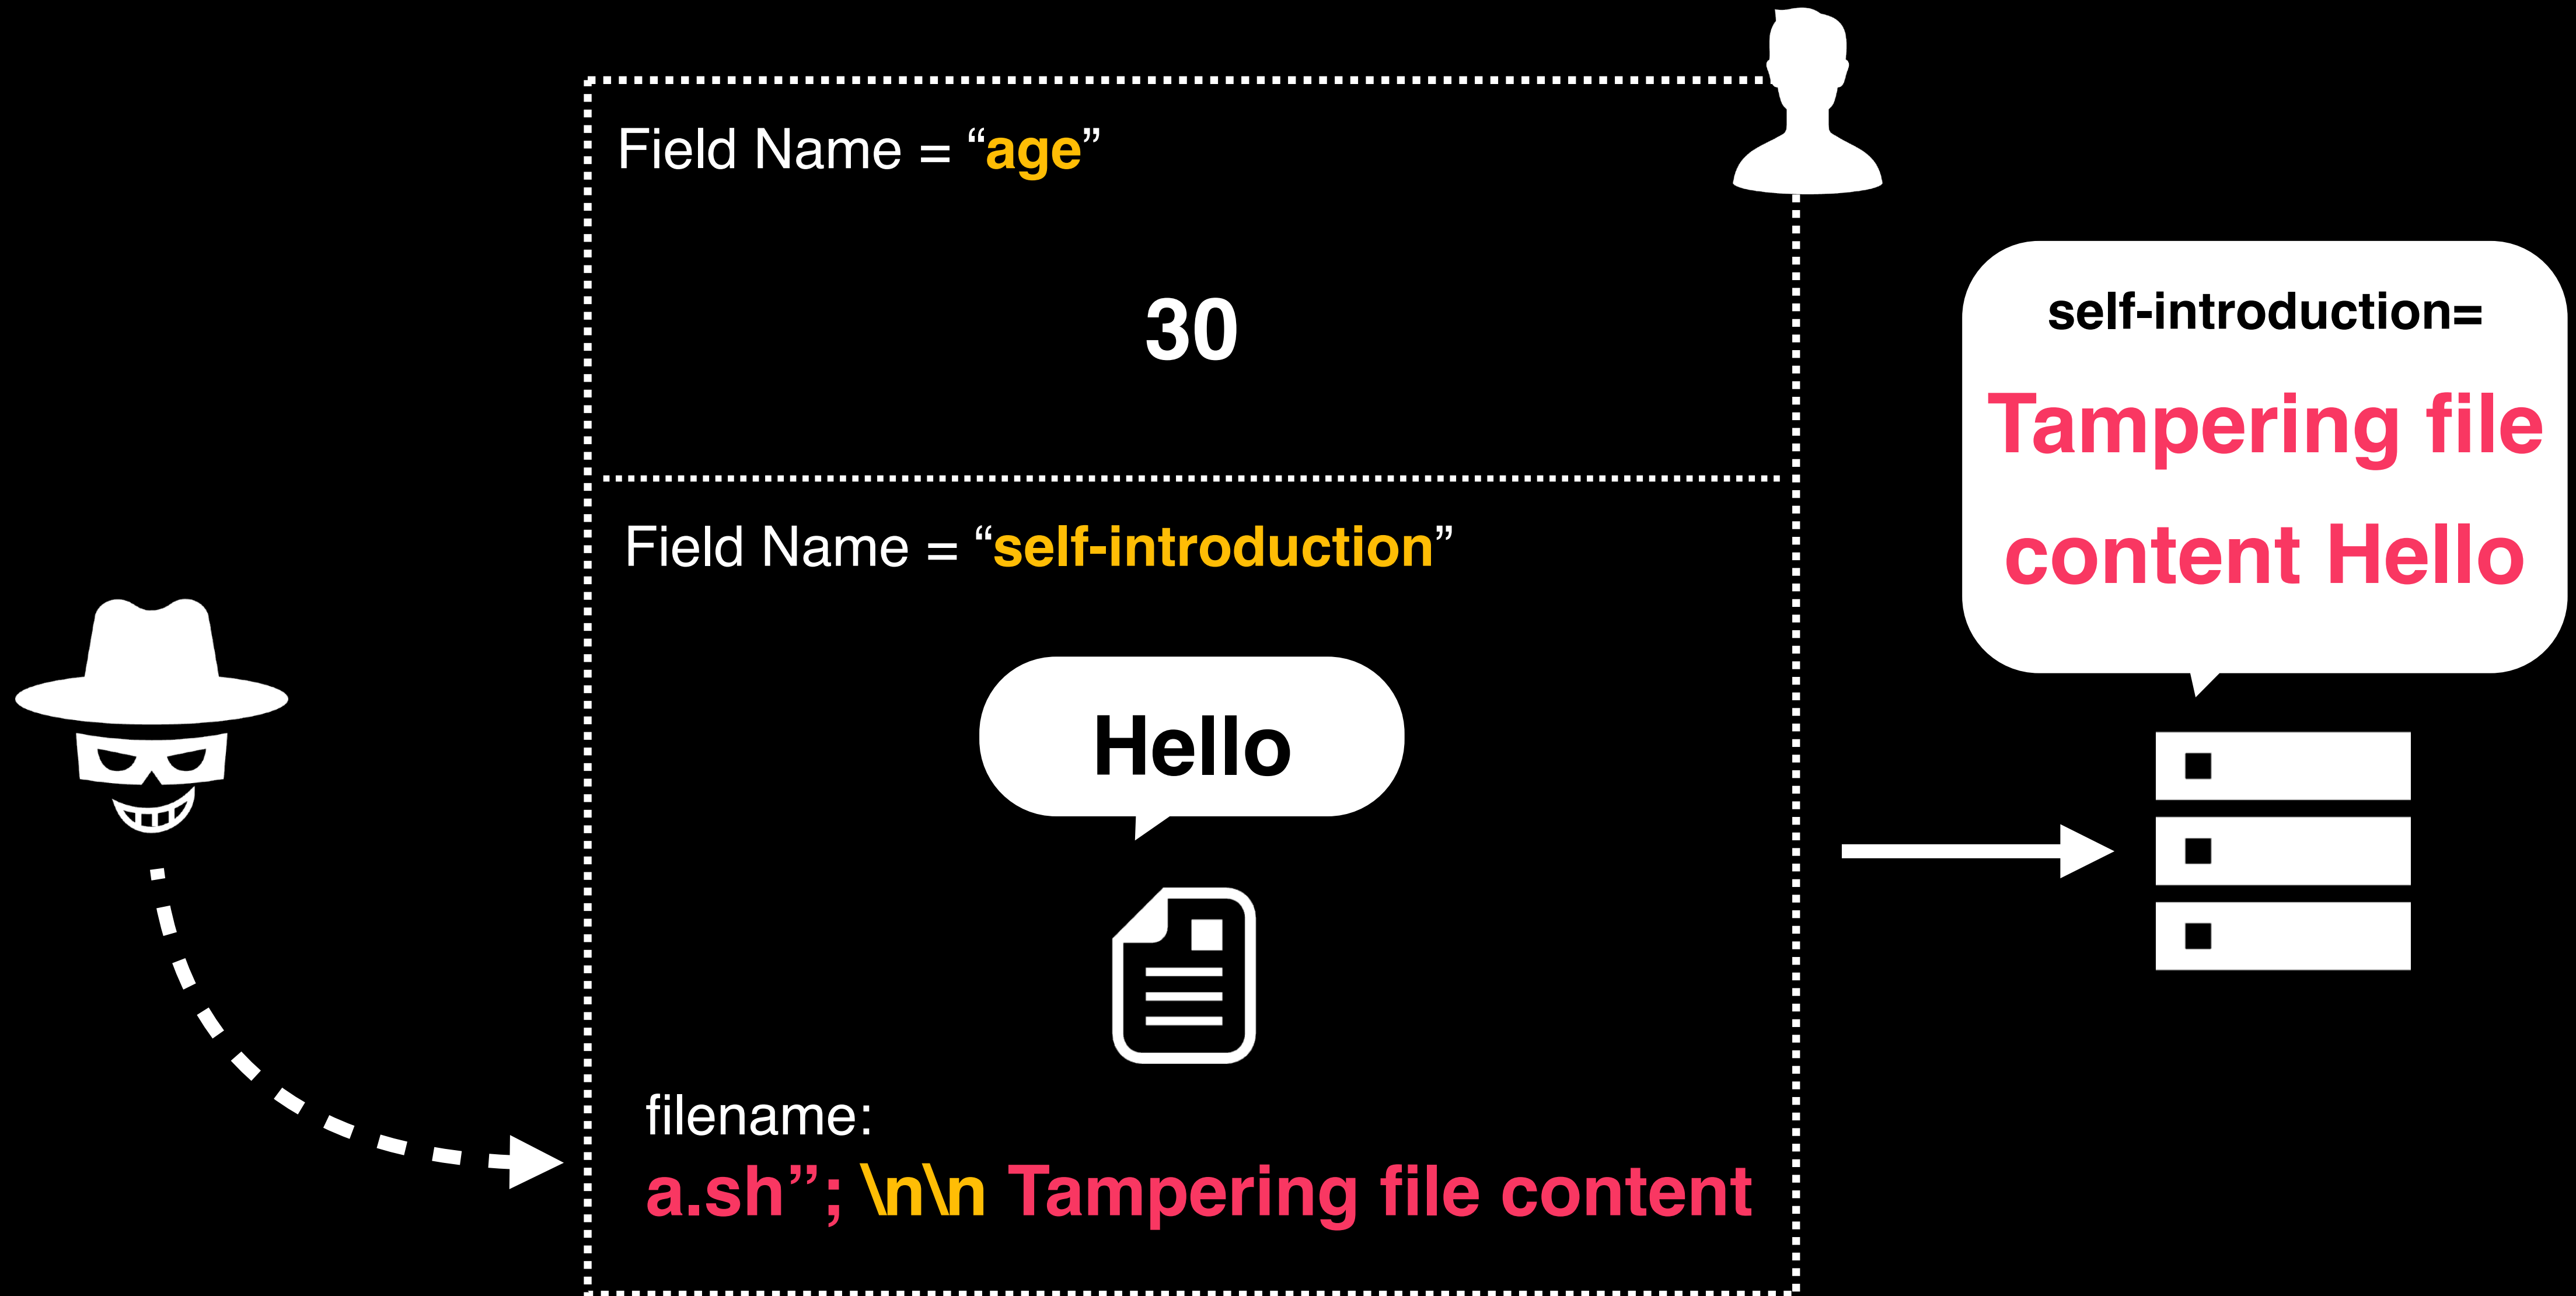 Field Name = “age”
30
Field Name = “self-introduction”
Hello
filename:
a.sh”; \n\n Tampering file content
self-introduction=
Tampering file
content Hello